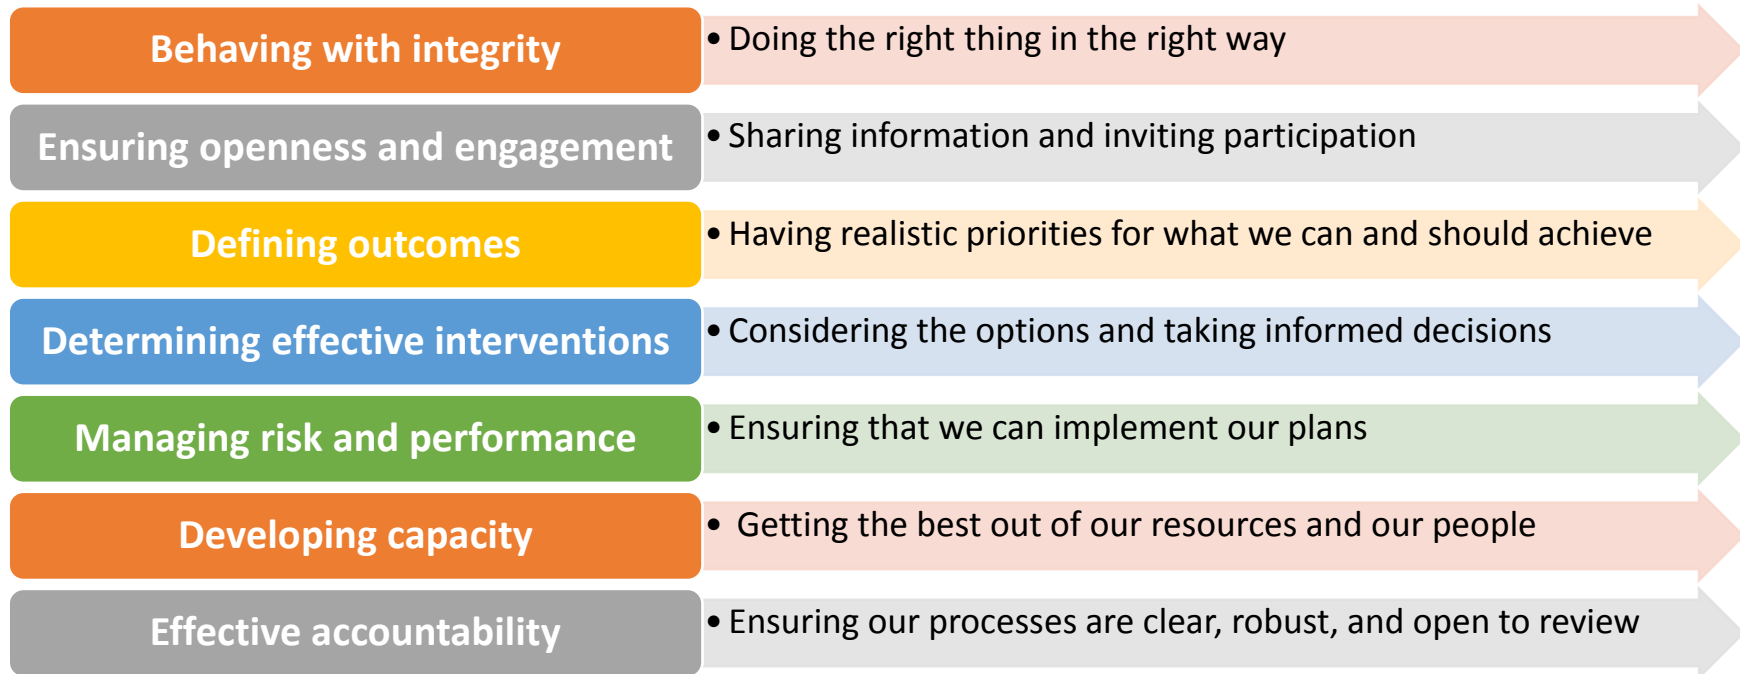 Behaving with integrity
• Doing the right thing in the right way
Ensuring openness and engagement
• Sharing information and inviting participation
Defining outcomes
• Having realistic priorities for what we can and should achieve
Determining effective interventions
• Considering the options and taking informed decisions
Managing risk and performance
• Ensuring that we can implement our plans
Developing capacity
• Getting the best out of our resources and our people
Effective accountability
• Ensuring our processes are clear, robust, and open to review